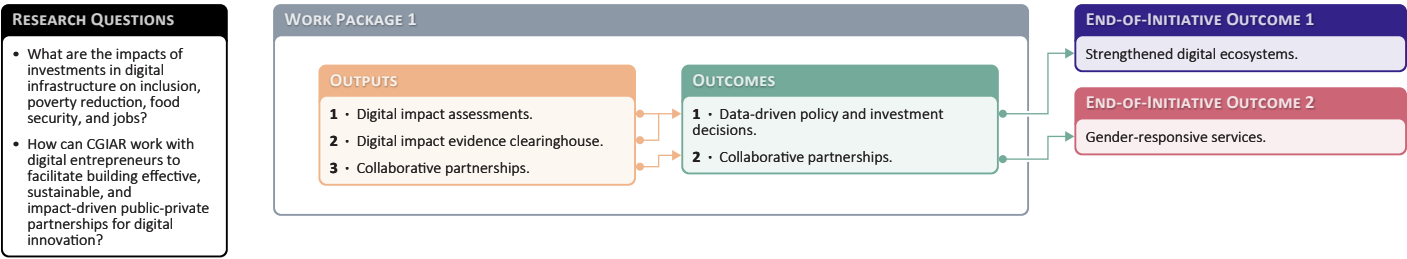 RESEARCH QUESTIONS
• What are the impacts of
investments in digital
infrastructure on inclusion,
poverty reduction, food
security, and jobs?
• How can CGIAR work with
digital entrepreneurs to
facilitate building effective,
sustainable, and
impact-driven public-private
partnerships for digital
innovation?
WORK PACKAGE 1
OUTPUTS
1 · Digital impact assessments.
2 · Digital impact evidence clearinghouse.
3 · Collaborative partnerships.
OUTCOMES
1 · Data-driven policy and investment
decisions.
2 · Collaborative partnerships.
END-OF-INITIATIVE OUTCOME 1
Strengthened digital ecosystems.
END-OF-INITIATIVE OUTCOME 2
Gender-responsive services.